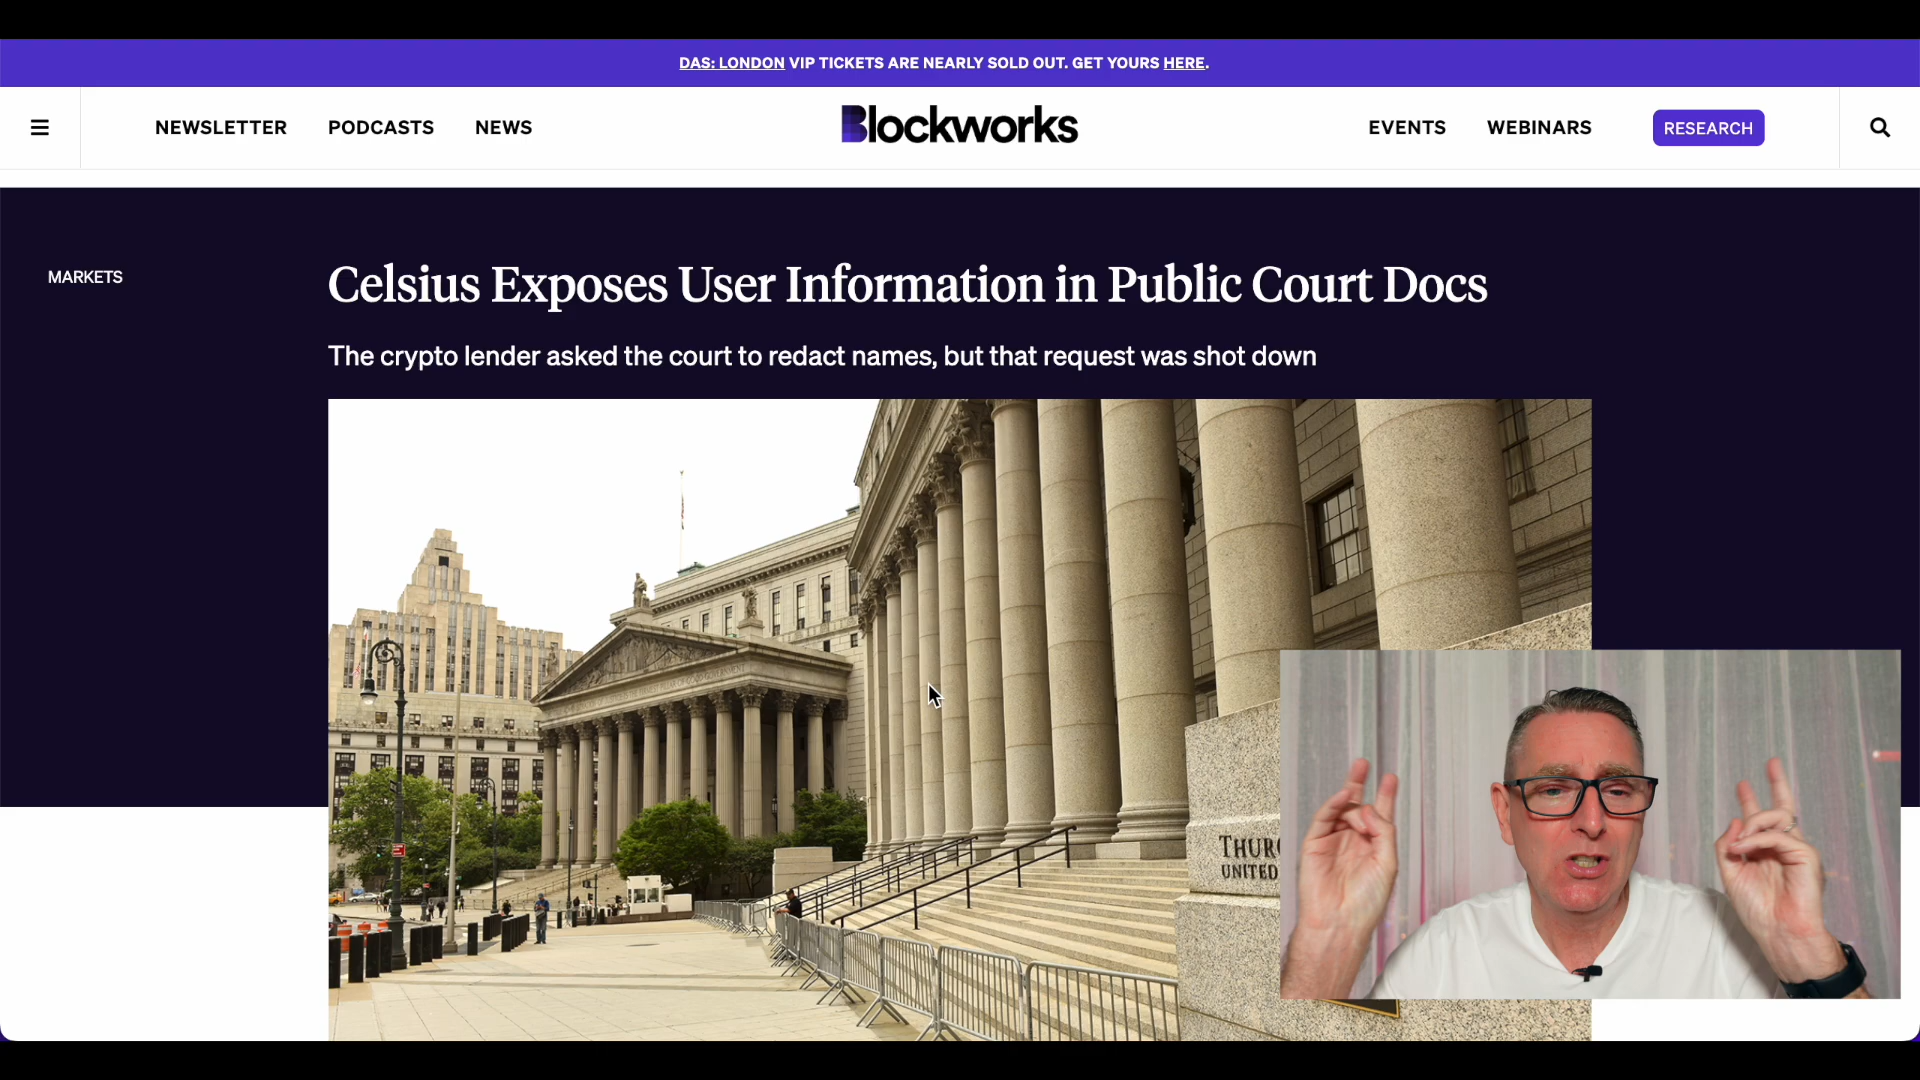 DAS: LONDON VIP TICKETS ARE NEARLY SOLD OUT. GET YOURS HERE.
NEWSLETTER
PODCASTS
NEWS
Blockworks
EVENTS
WEBINARS
RESEARCH
MARKETS
Celsius Exposes User Information in Public Court Docs
The crypto lender asked the court to redact names, but that request was shot down
UNITED